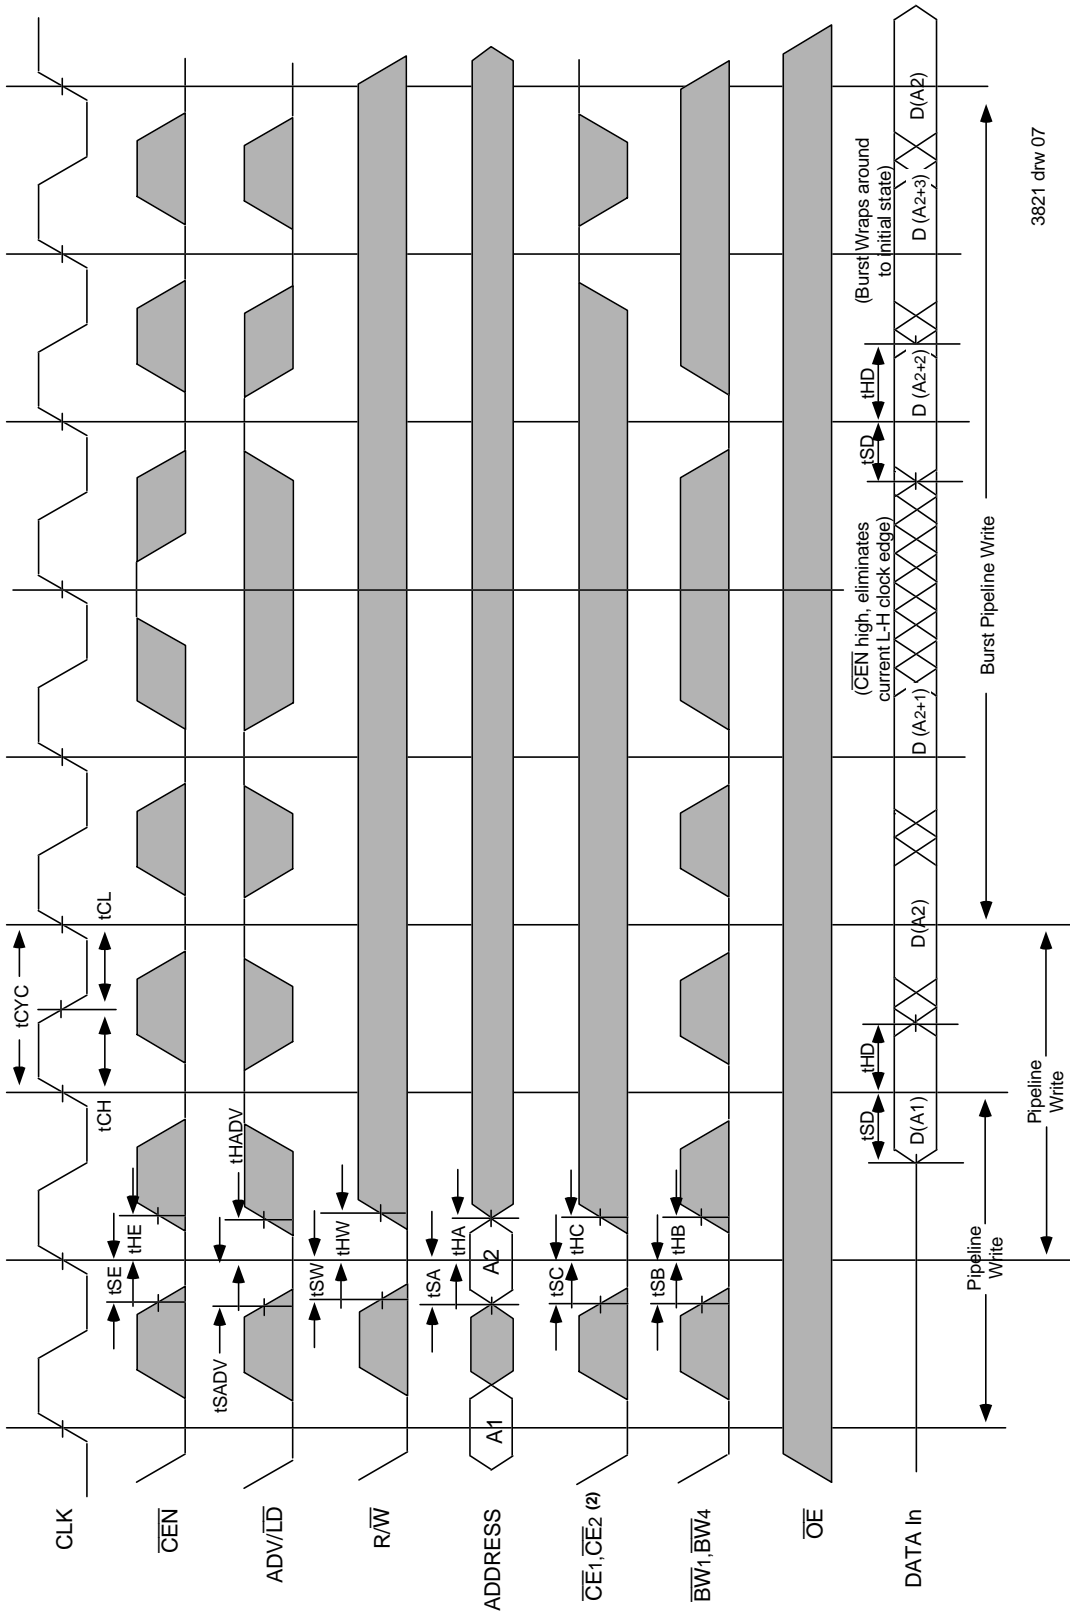 tCYC
tCH
tCL
CLK
tSE
tHE
CEN
tSADV
tHADV
ADV/LD
tSW
tHW
R/W
tSA
tHA
ADDRESS
A1
A2
tSC
tHC
CE1,CE2 (2)
tSB
tHB
BW1,BW4
OE
(CEN high, eliminates
current L-H clock edge)
(Burst Wraps around
to initial state)
tSD
tHD
tSD
tHD
DATA In
D(A1)
D(A2)
D (A2+1)
D (A2+2)
D (A2+3)
D(A2)
Pipeline
Write
Burst Pipeline Write
Pipeline
Write
3821 drw 07